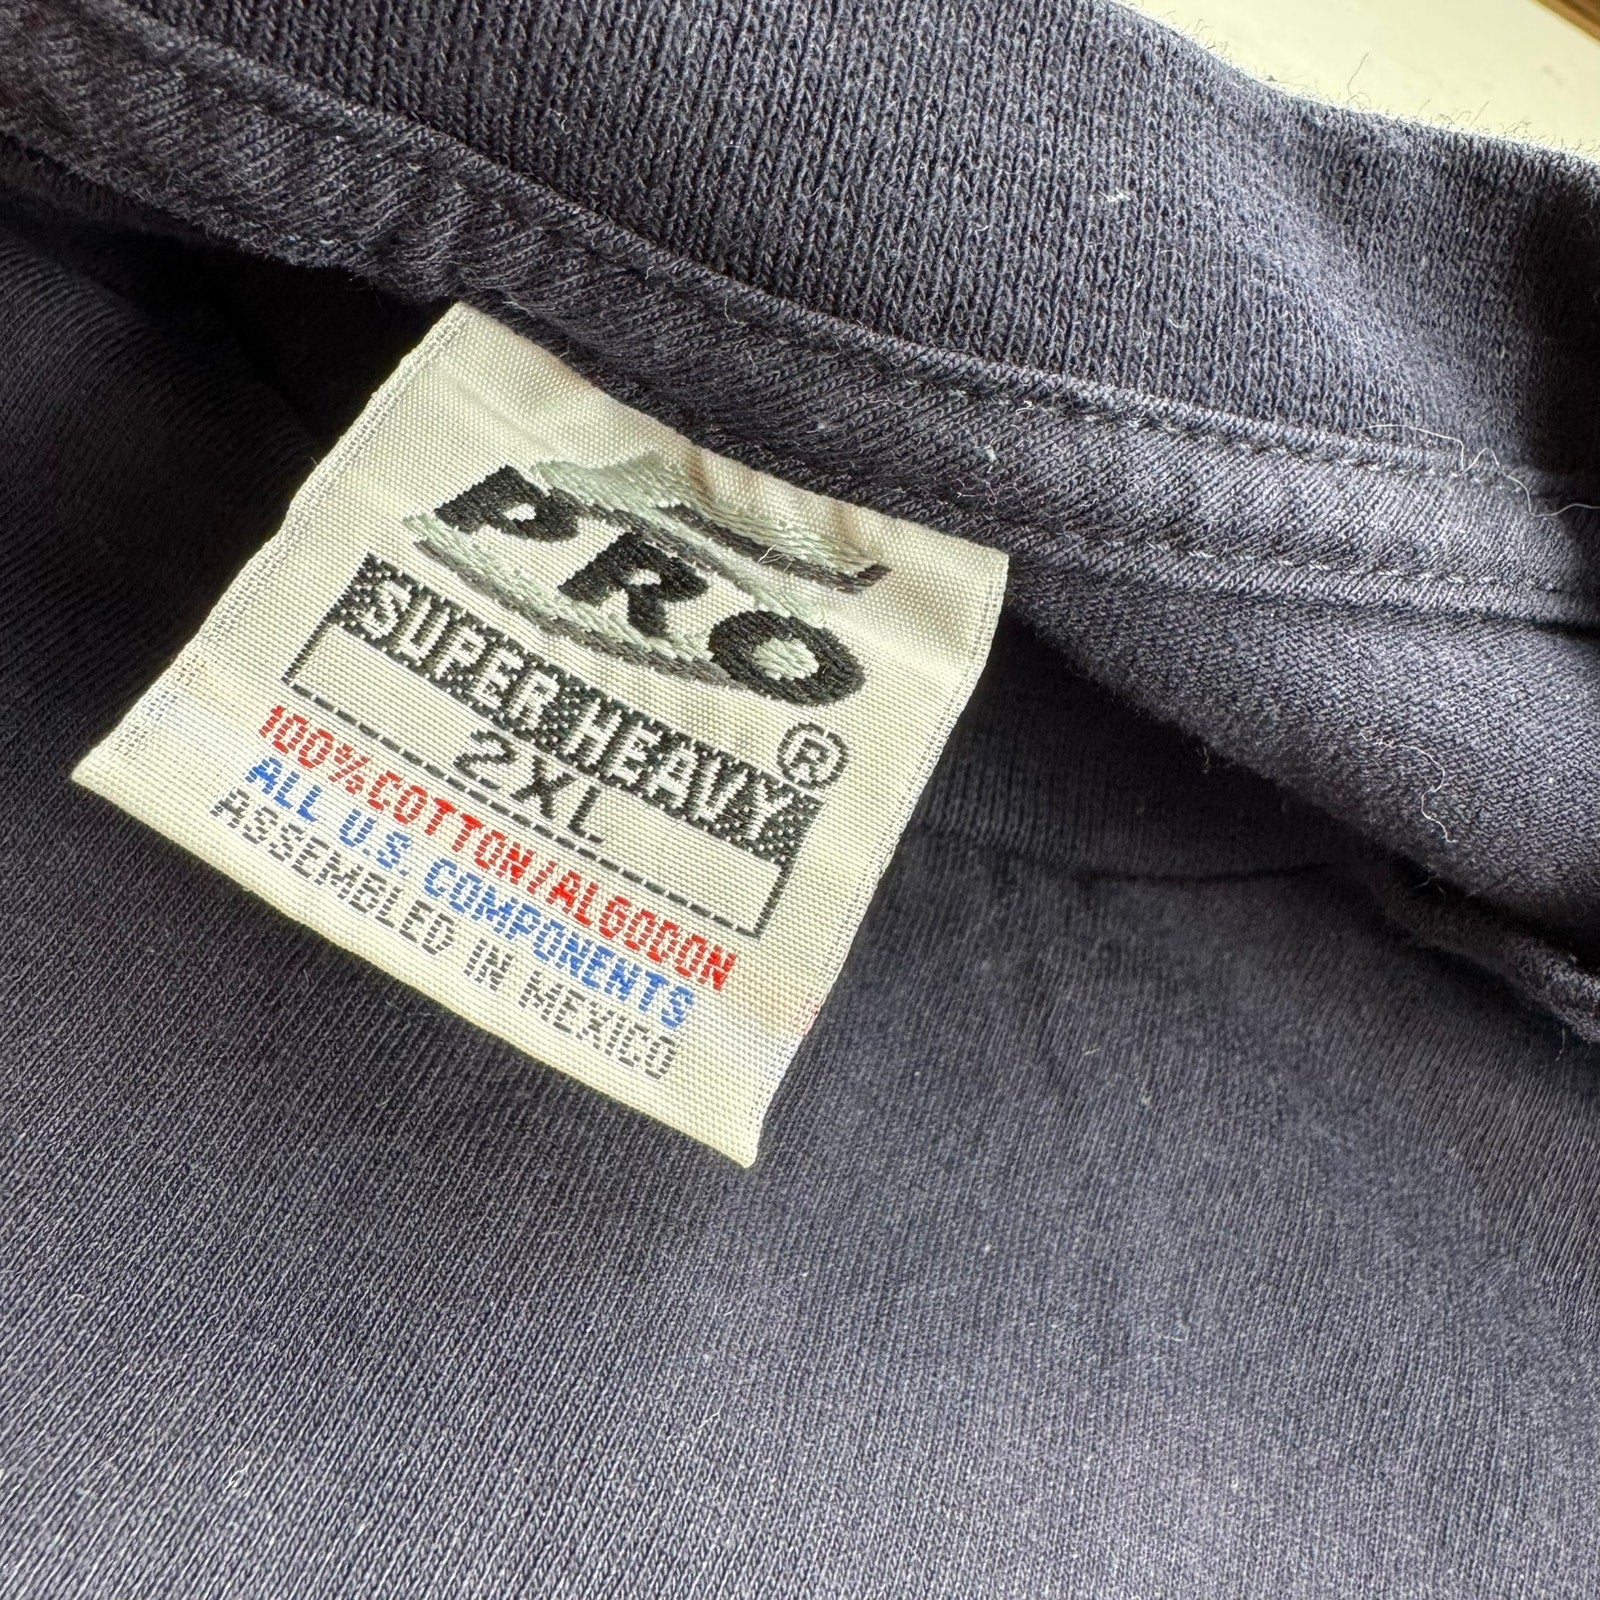 PRO
SUPER HEAVY®
2XL
100% COTTON/ALGODON
ALL U.S. COMPONENTS
ASSEMBLED IN MEXICO